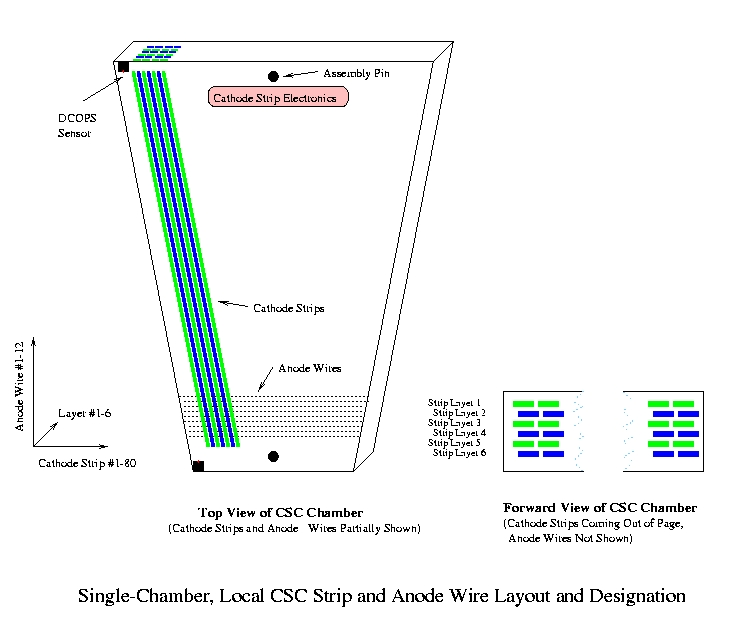 Assembly Pin
Cathode Strip Electronics
DCOPS
Sensor
Cathode Strips
Anode Wires
Anode Wire #1-12
Layer #1-6
Cathode Strip #1-80
Strip Layer 1
Strip Layer 2
Strip Layer 3
Strip Layer 4
Strip Layer 5
Strip Layer 6
Top View of CSC Chamber
(Cathode Strips and Anode Wires Partially Shown)
Forward View of CSC Chamber
(Cathode Strips Coming Out of Page,
Anode Wires Not Shown)
Single-Chamber, Local CSC Strip and Anode Wire Layout and Designation